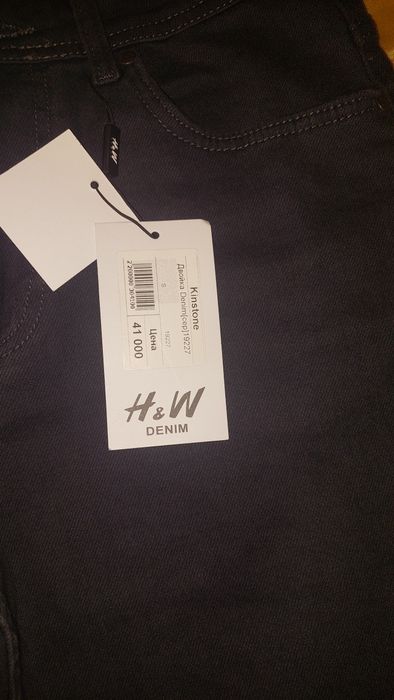 H&W
Kinstone
Двойка Denim(сер)19227
S
19227
Цена
41 000
H&W
DENIM